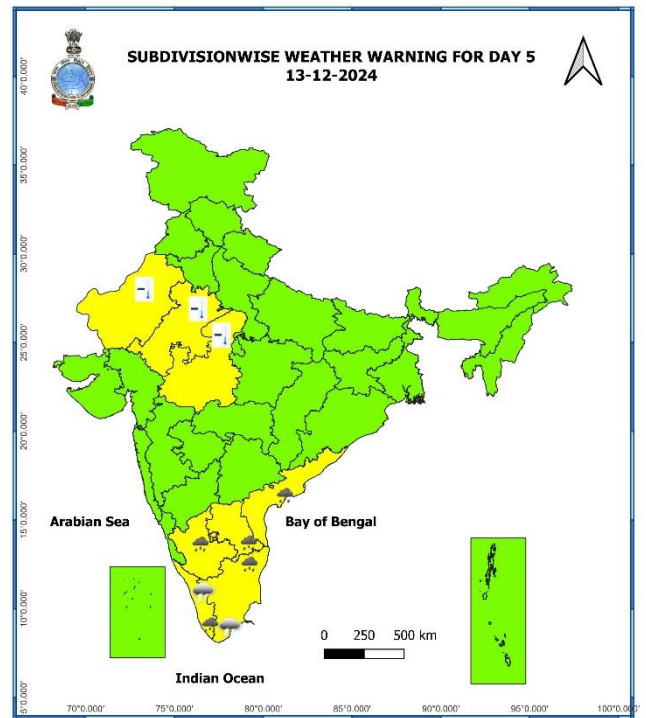 SUBDIVISIONWISE WEATHER WARNING FOR DAY 5
13-12-2024
40°0.000'
35°0.000'
30°0.000'
25°0.000'
20°0.000'
15°0.000'
10°0.000'
5°0.000'
Arabian Sea
Bay of Bengal
0 250 500 km
Indian Ocean
70°0.000' 75°0.000' 80°0.000' 85°0.000' 90°0.000' 95°0.000' 100°0.000'